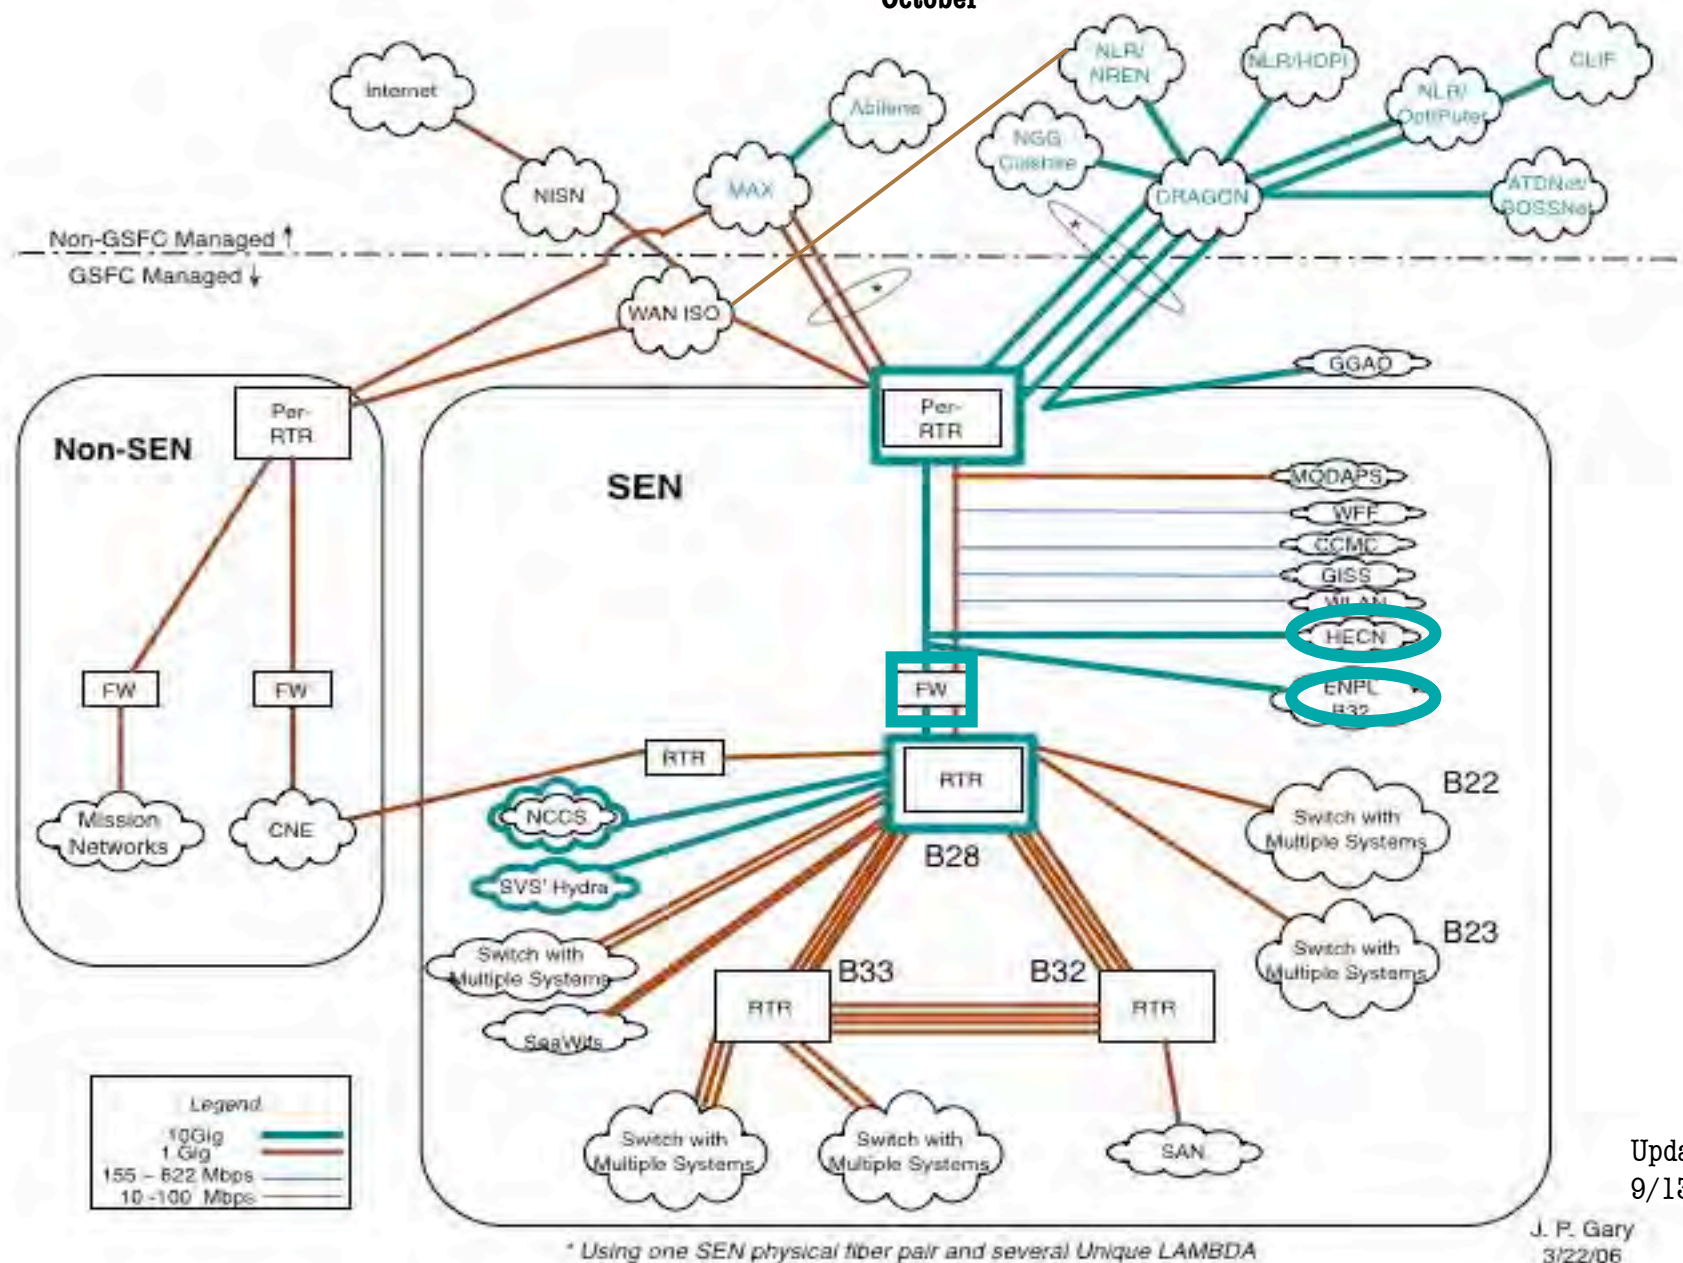 October
Internet
NISN
MAX
Abilene
NLR/
NREN
NLR/HOPI
CLIF
NLR/
OptIPuter
NGG
DRAGON
ATDNet/
BOSSNet
Non-GSFC Managed ↑
GSFC Managed ↓
WAN ISO
GGAO
Non-SEN
Per-
RTR
SEN
Per-
RTR
MODAPS
WFF
CCMC
GISS
WLAN
HECN
ENPL
B32
FW
FW
FW
RTR
RTR
B28
NCCS
SVS' Hydra
Mission
Networks
CNE
B22
Switch with
Multiple Systems
B23
Switch with
Multiple Systems
Switch with
Multiple Systems
SeaWifs
B33
RTR
B32
RTR
Switch with
Multiple Systems
Switch with
Multiple Systems
SAN
Legend
10Gig
1 Gig
155 – 622 Mbps
10 -100 Mbps
* Using one SEN physical fiber pair and several Unique LAMBDA
J. P. Gary
3/22/06